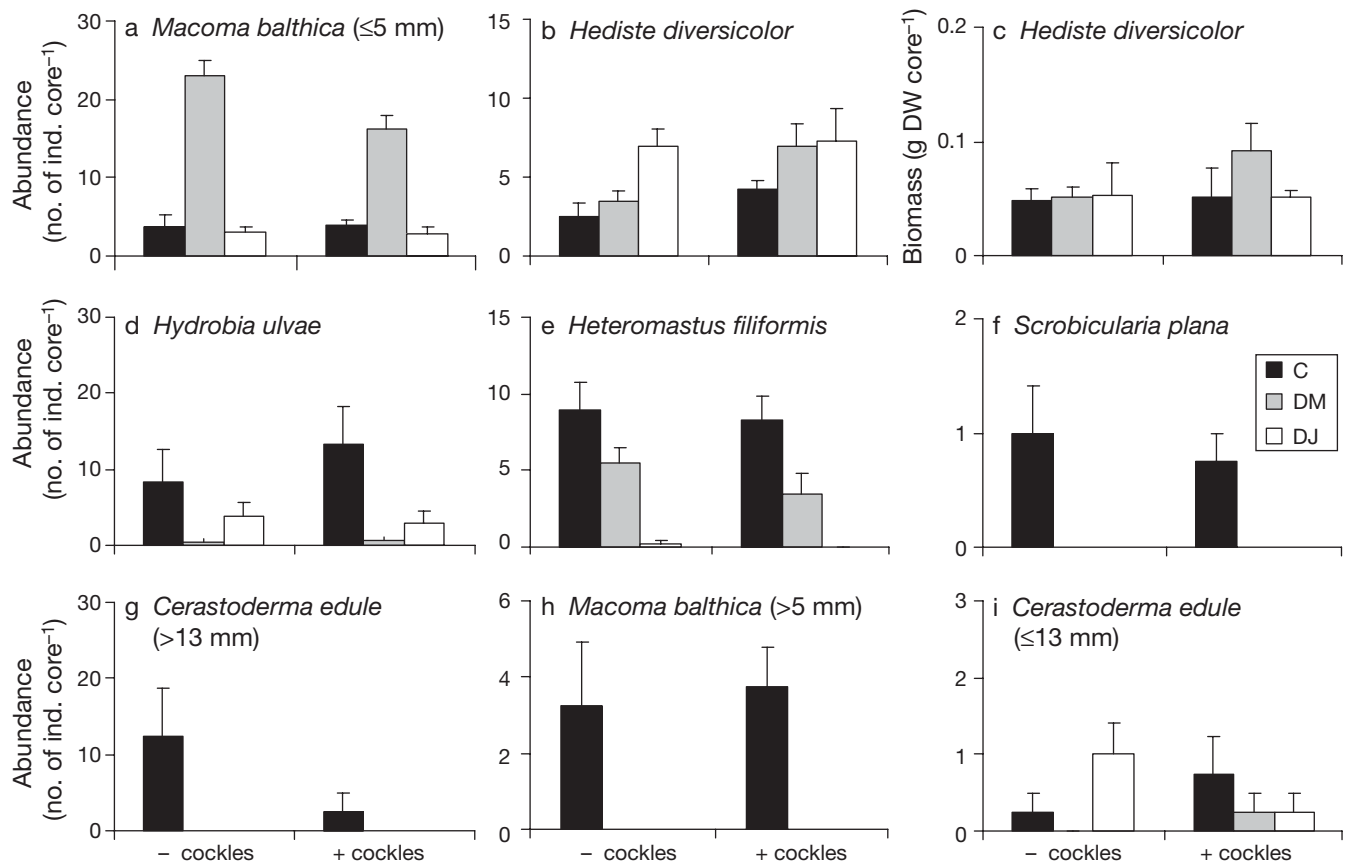 a Macoma balthica (≤5 mm)
30
20
10
0
Abundance
(no. of ind. core⁻¹)
b Hediste diversicolor
15
10
5
0
c Hediste diversicolor
0.2
0.1
0
Biomass (g DW core⁻¹)
d Hydrobia ulvae
30
20
10
0
Abundance
(no. of ind. core⁻¹)
e Heteromastus filiformis
15
10
5
0
f Scrobicularia plana
2
1
0
C
DM
DJ
g Cerastoderma edule
(>13 mm)
30
20
10
0
Abundance
(no. of ind. core⁻¹)
– cockles + cockles
h Macoma balthica (>5 mm)
6
4
2
0
– cockles + cockles
i Cerastoderma edule
(≤13 mm)
3
2
1
0
– cockles + cockles